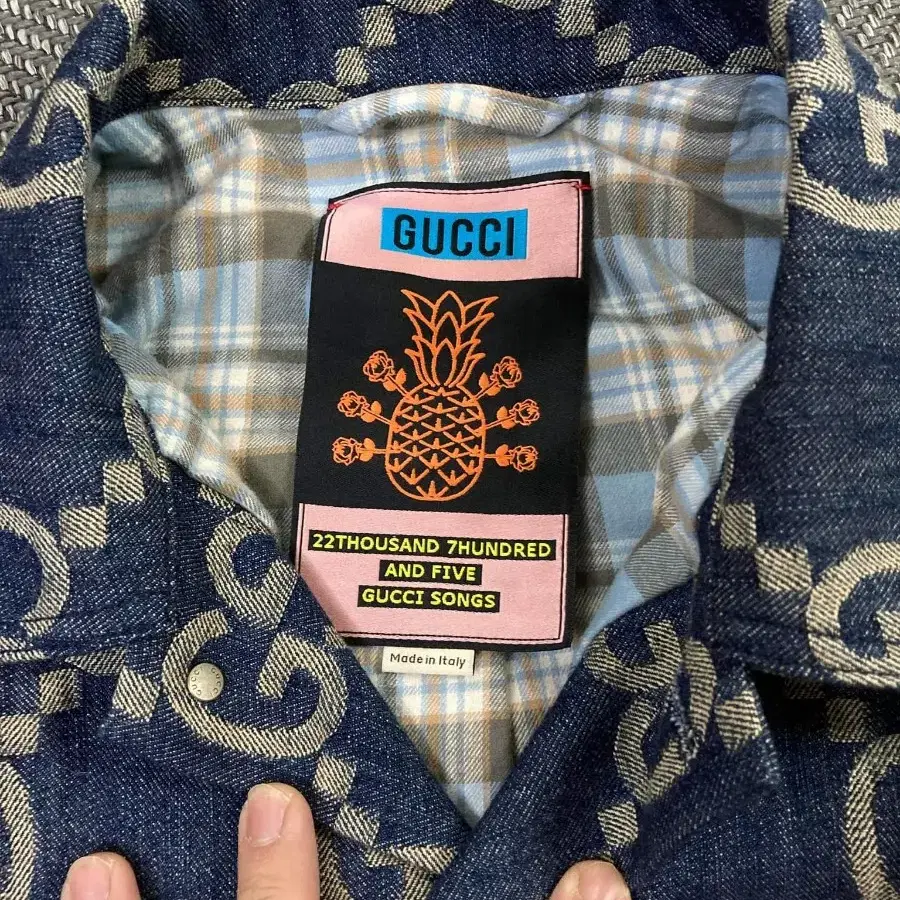 GUCCI
22THOUSAND 7HUNDRED
AND FIVE
GUCCI SONGS
Made in Italy